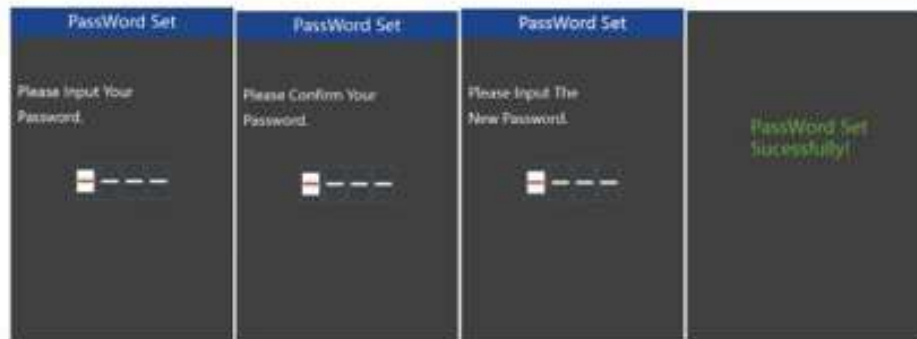 PassWord Set
Please Input Your
Password.
PassWord Set
Please Confirm Your
Password.
PassWord Set
Please Input The
New Password.
PassWord Set
Sucessfully!